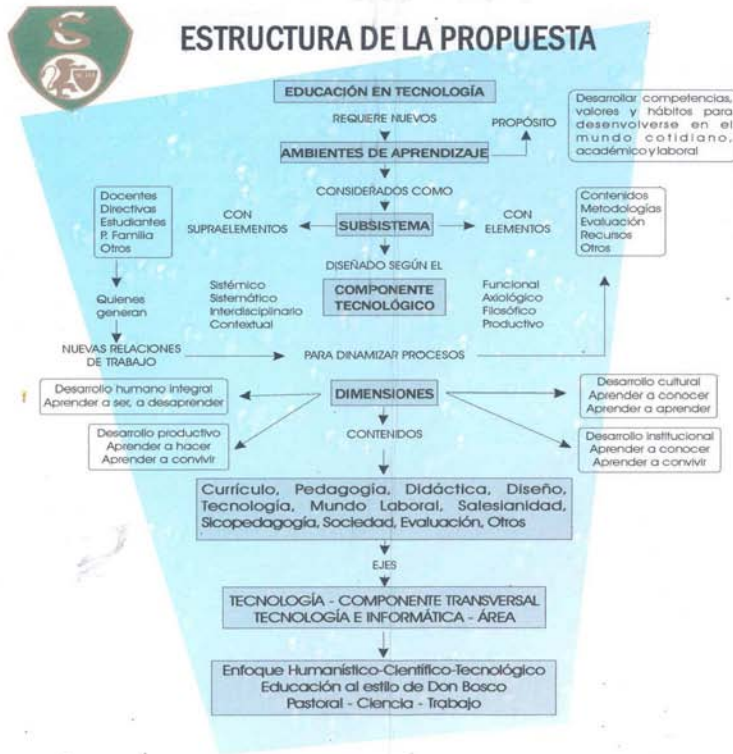 ESTRUCTURA DE LA PROPUESTA
EDUCACIÓN EN TECNOLOGÍA
REQUIERE NUEVOS
PROPÓSITO
Desarrollar competencias,
valores y hábitos para
desenvolverse en el
mundo cotidiano,
académico y laboral
AMBIENTES DE APRENDIZAJE
CONSIDERADOS COMO
Docentes
Directivas
Estudiantes
P. Familia
Otros
CON
SUPRAELEMENTOS
SUBSISTEMA
CON
ELEMENTOS
Contenidos
Metodologías
Evaluación
Recursos
Otros
DISEÑADO SEGÚN EL
Quienes
generan
Sistémico
Sistemático
Interdisciplinario
Contextual
COMPONENTE
TECNOLÓGICO
Funcional
Axiológico
Filosófico
Productivo
NUEVAS RELACIONES
DE TRABAJO
PARA DINAMIZAR PROCESOS
Desarrollo humano integral
Aprender a ser, a desaprender
DIMENSIONES
Desarrollo cultural
Aprender a conocer
Aprender a aprender
Desarrollo productivo
Aprender a hacer
Aprender a convivir
CONTENIDOS
Desarrollo institucional
Aprender a conocer
Aprender a convivir
Currículo, Pedagogía, Didáctica, Diseño,
Tecnología, Mundo Laboral, Salesianidad,
Sicopedagogía, Sociedad, Evaluación, Otros
EJES
TECNOLOGÍA - COMPONENTE TRANSVERSAL
TECNOLOGÍA E INFORMÁTICA - ÁREA
Enfoque Humanístico-Científico-Tecnológico
Educación al estilo de Don Bosco
Pastoral - Ciencia - Trabajo